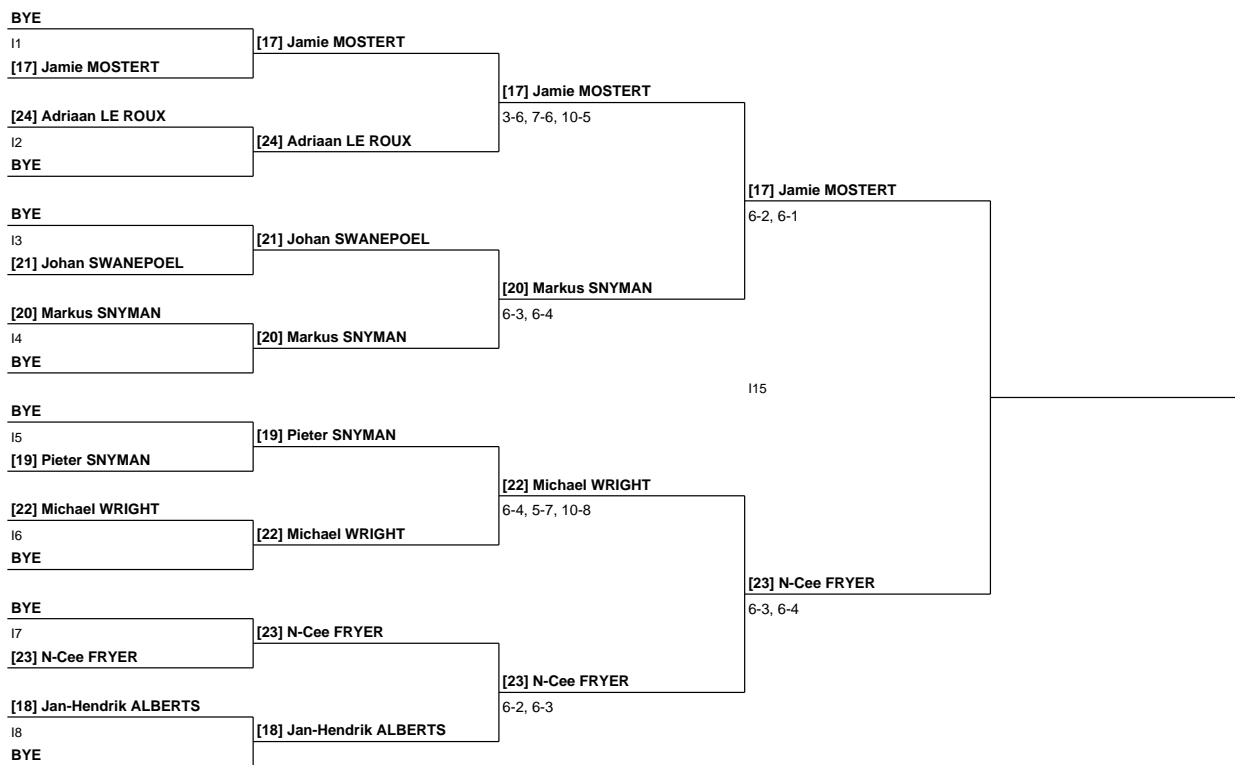 BYE
I1
[17] Jamie MOSTERT
[24] Adriaan LE ROUX
I2
BYE
BYE
I3
[21] Johan SWANEPOEL
[20] Markus SNYMAN
I4
BYE
BYE
I5
[19] Pieter SNYMAN
[22] Michael WRIGHT
I6
BYE
BYE
I7
[23] N-Cee FRYER
[18] Jan-Hendrik ALBERTS
I8
BYE
[17] Jamie MOSTERT
[24] Adriaan LE ROUX
[21] Johan SWANEPOEL
[20] Markus SNYMAN
[19] Pieter SNYMAN
[22] Michael WRIGHT
[23] N-Cee FRYER
[18] Jan-Hendrik ALBERTS
[17] Jamie MOSTERT
3-6, 7-6, 10-5
[20] Markus SNYMAN
6-3, 6-4
[22] Michael WRIGHT
6-4, 5-7, 10-8
[23] N-Cee FRYER
6-2, 6-3
[17] Jamie MOSTERT
6-2, 6-1
I15
[23] N-Cee FRYER
6-3, 6-4